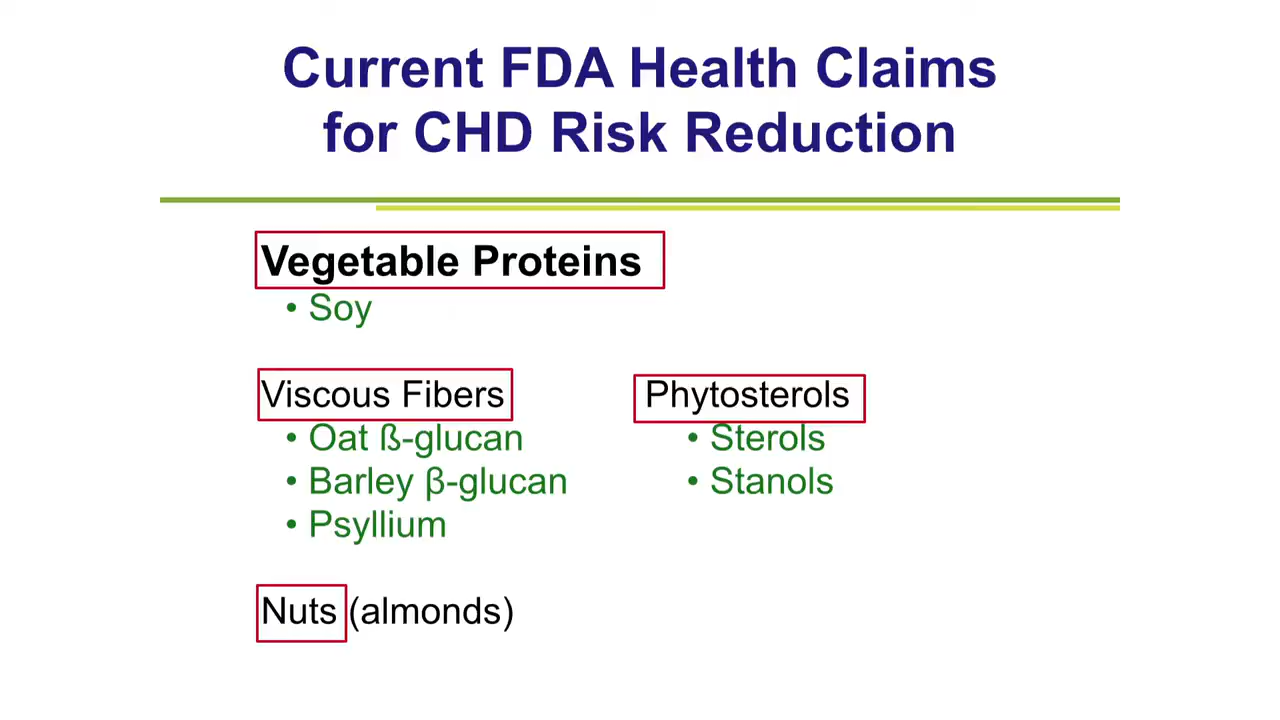 Current FDA Health Claims
for CHD Risk Reduction
Vegetable Proteins
• Soy
Viscous Fibers
• Oat ß-glucan
• Barley β-glucan
• Psyllium
Phytosterols
• Sterols
• Stanols
Nuts (almonds)